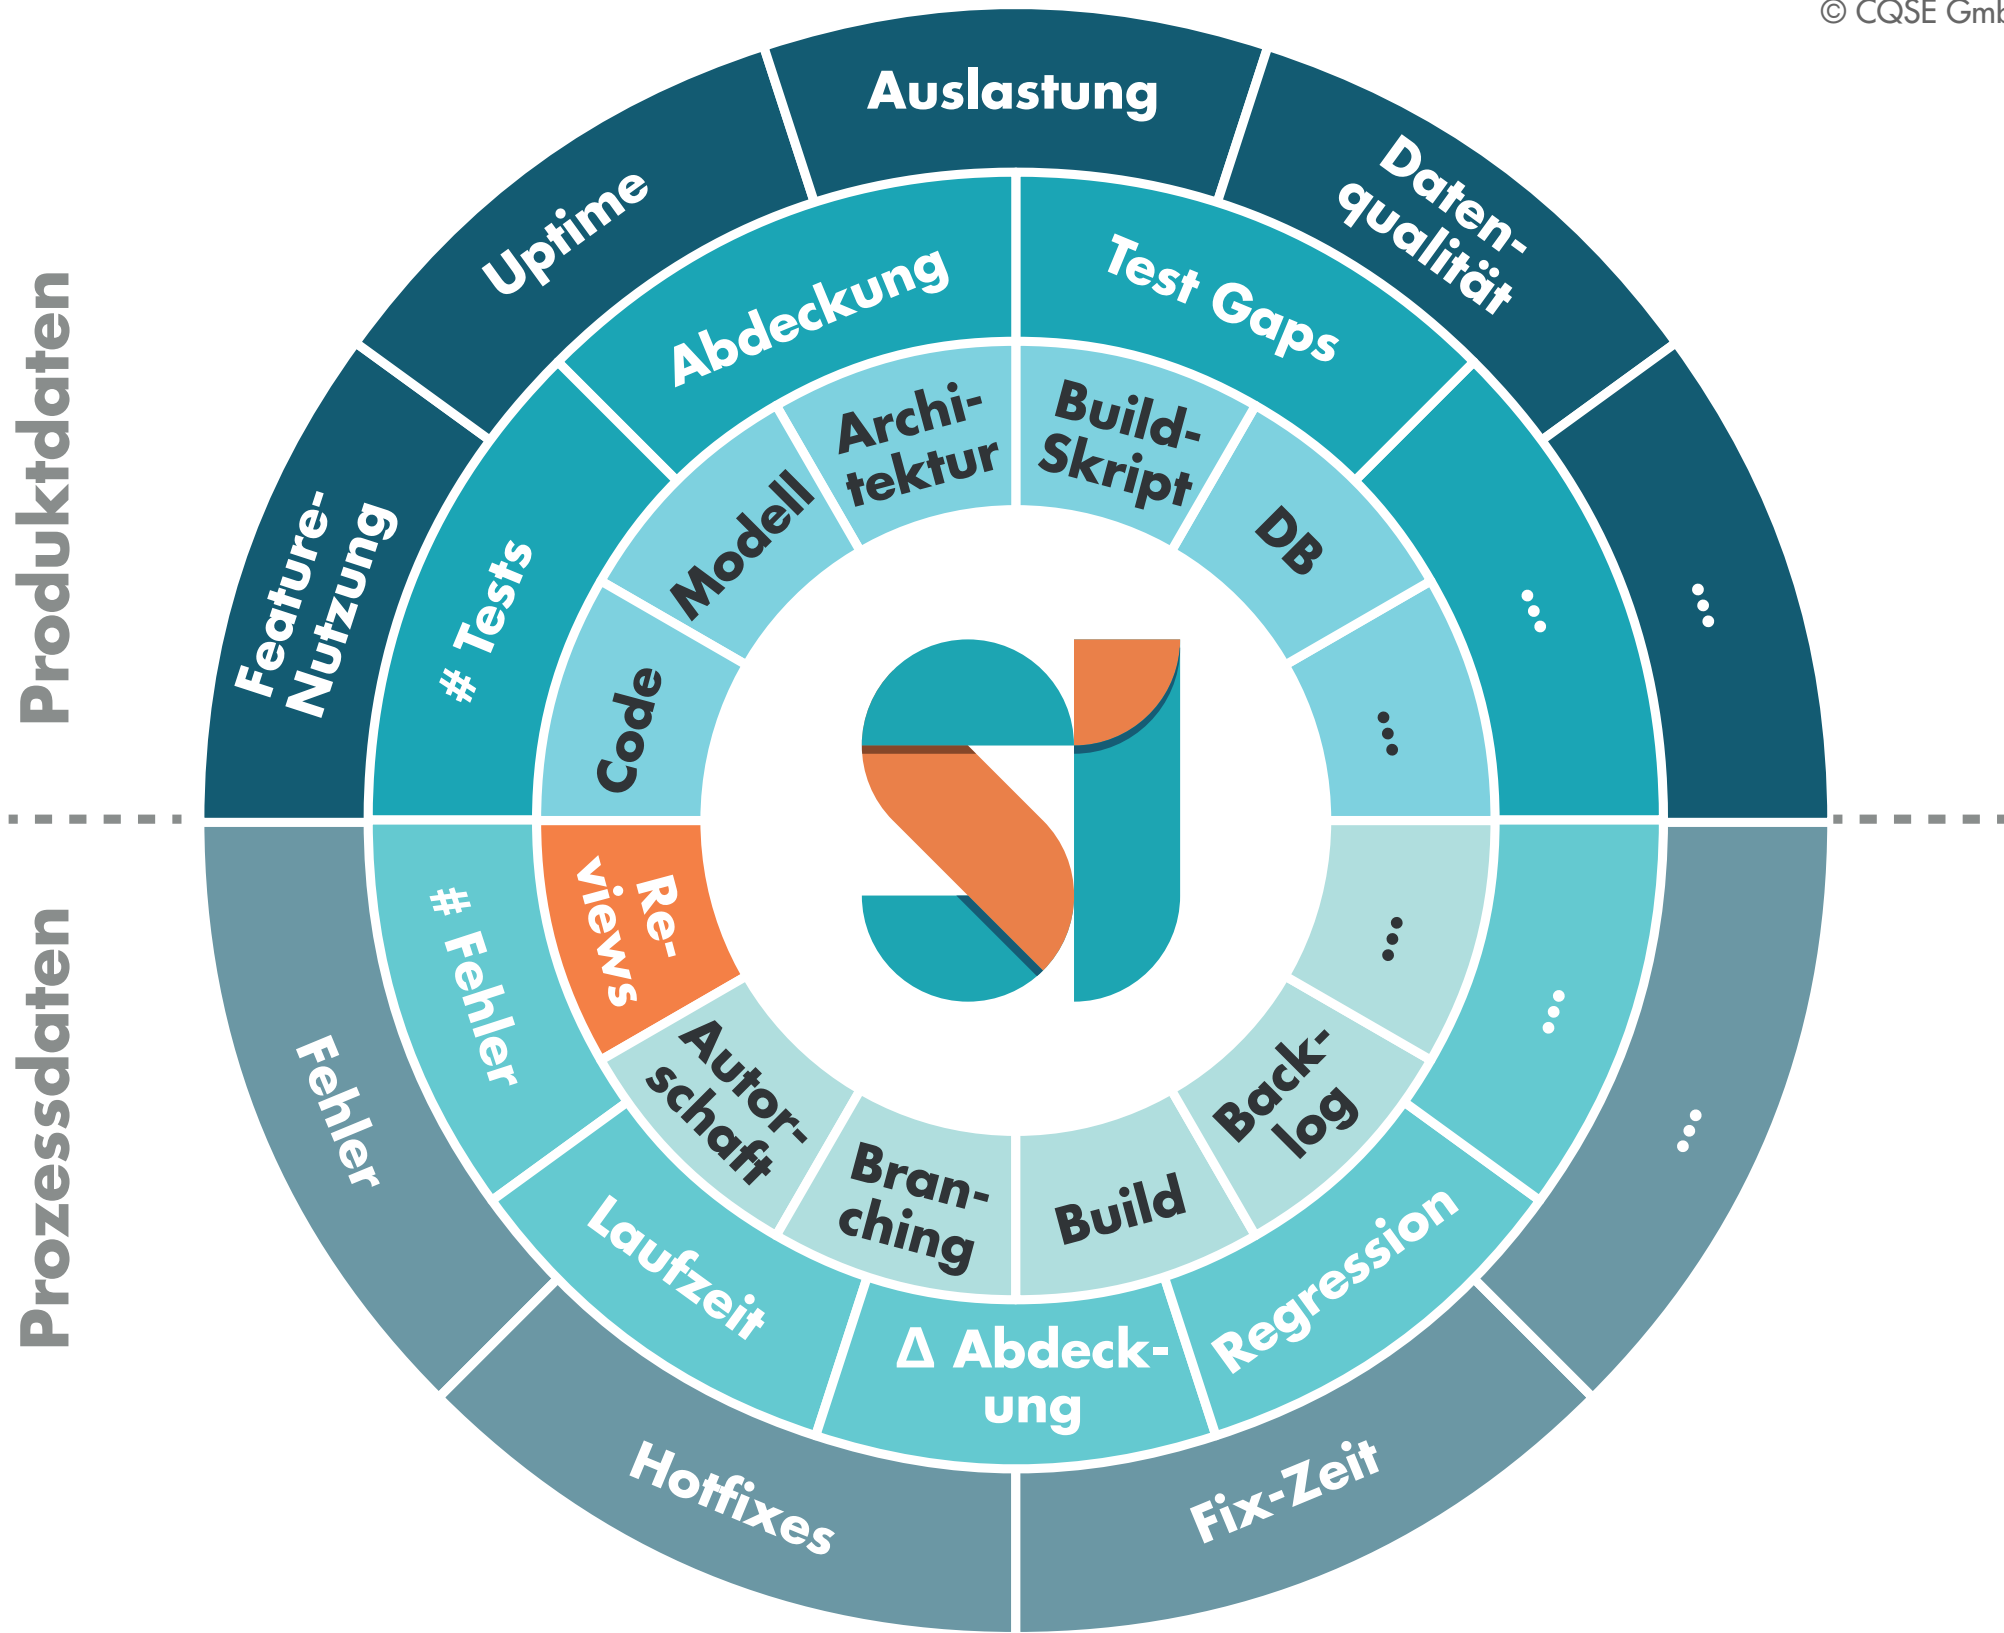 © CQSE Gmb
Produktdaten
Prozessdaten
Feature-
Nutzung
Uptime
Auslastung
Daten-
qualität
...
# Tests
Abdeckung
Test Gaps
...
Code
Modell
Archi-
tektur
Build-
Skript
DB
...
Re-
views
Autor-
schaft
Bran-
ching
Build
Back-
log
...
# Fehler
Laufzeit
Δ Abdeck-
ung
Regression
...
Fehler
Hotfixes
Fix-Zeit
...